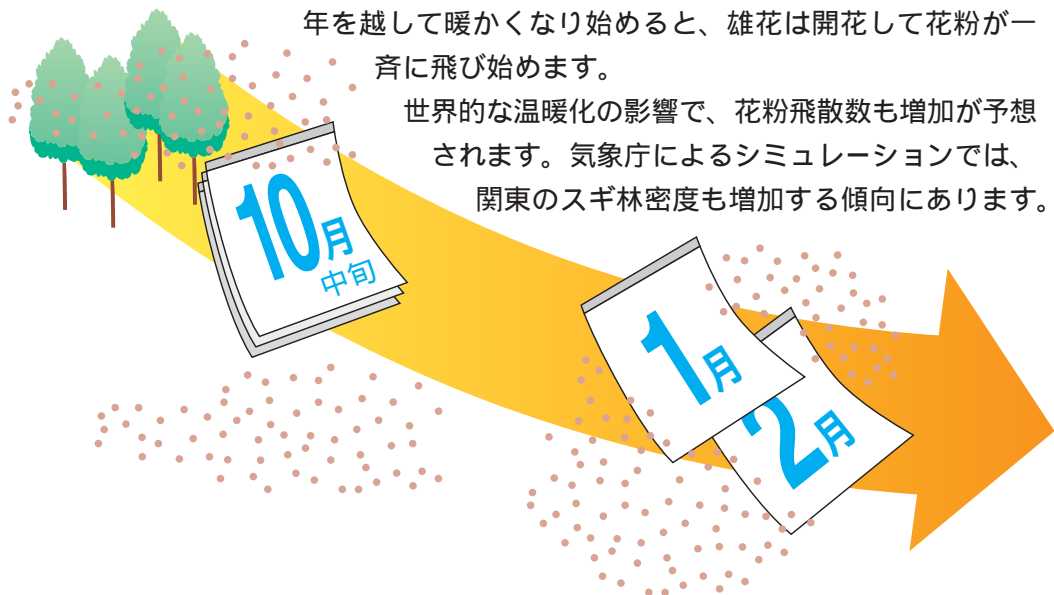 年を越して暖かくなり始めると、雄花は開花して花粉が一
斉に飛び始めます。
世界的な温暖化の影響で、花粉飛散数も増加が予想
されます。気象庁によるシミュレーションでは、
関東のスギ林密度も増加する傾向にあります。
10月
中旬
1月
2月